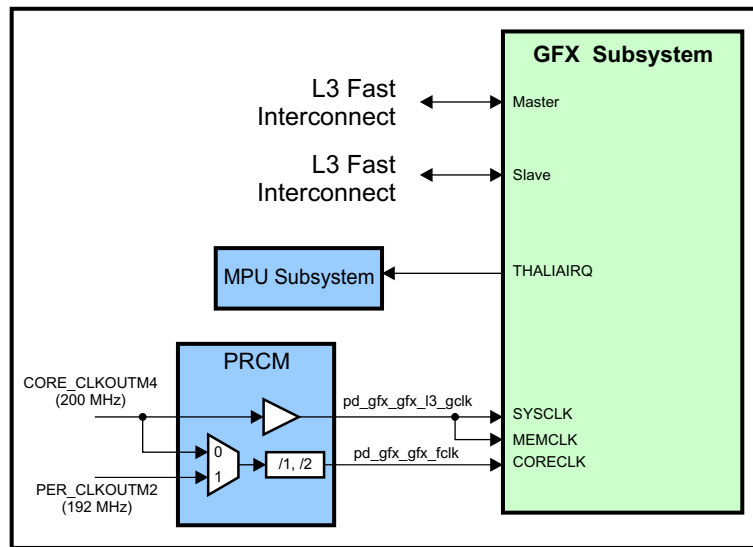 GFX Subsystem
L3 Fast
Interconnect
Master
L3 Fast
Interconnect
Slave
MPU Subsystem
THALIAIRQ
PRCM
CORE_CLKOUTM4
(200 MHz)
pd_gfx_gfx_l3_gclk
SYSCLK
MEMCLK
0
/1, /2
pd_gfx_gfx_fclk
CORECLK
1
PER_CLKOUTM2
(192 MHz)